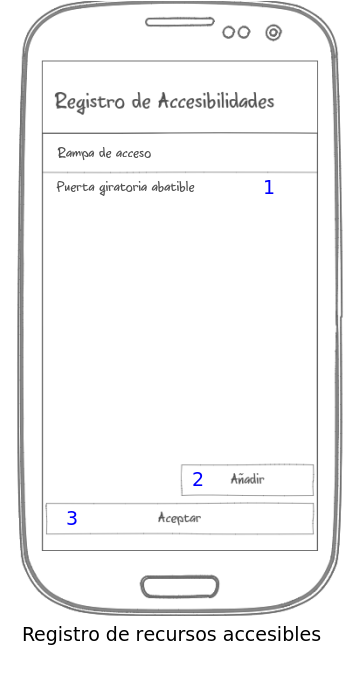 Registro de Accesibilidades
Rampa de acceso
Puerta giratoria abatible 1
2 Añadir
3 Aceptar
Registro de recursos accesibles